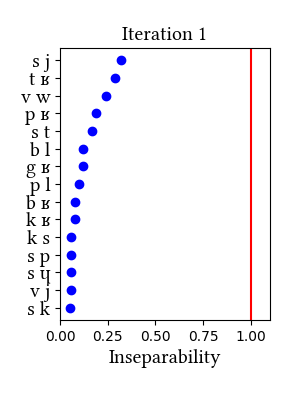 Iteration 1
s j
t ʁ
v w
p ʁ
s t
b l
g ʁ
p l
b ʁ
k ʁ
k s
s p
s ɥ
v j
s k
0.00 0.25 0.50 0.75 1.00
Inseparability